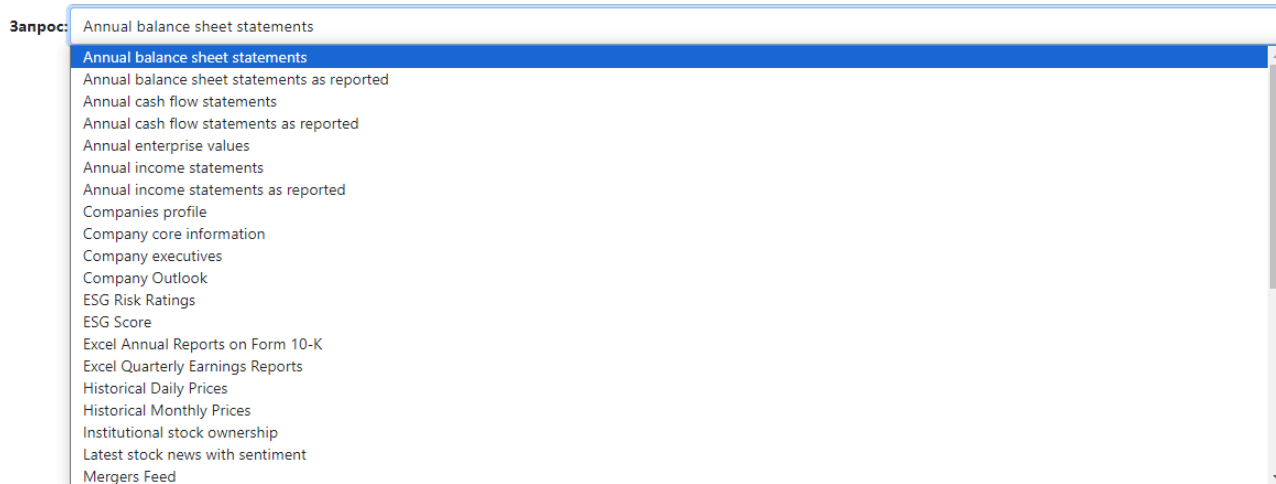 Запрос: Annual balance sheet statements
Annual balance sheet statements
Annual balance sheet statements as reported
Annual cash flow statements
Annual cash flow statements as reported
Annual enterprise values
Annual income statements
Annual income statements as reported
Companies profile
Company core information
Company executives
Company Outlook
ESG Risk Ratings
ESG Score
Excel Annual Reports on Form 10-K
Excel Quarterly Earnings Reports
Historical Daily Prices
Historical Monthly Prices
Institutional stock ownership
Latest stock news with sentiment
Mergers Feed